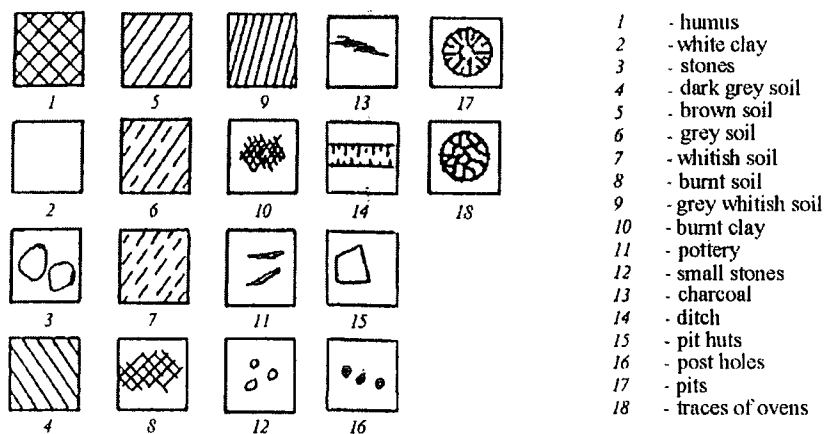 1 5 9 13 17
2 6 10 14 18
3 7 11 15
4 8 12 16
1 - humus
2 - white clay
3 - stones
4 - dark grey soil
5 - brown soil
6 - grey soil
7 - whitish soil
8 - burnt soil
9 - grey whitish soil
10 - burnt clay
11 - pottery
12 - small stones
13 - charcoal
14 - ditch
15 - pit huts
16 - post holes
17 - pits
18 - traces of ovens